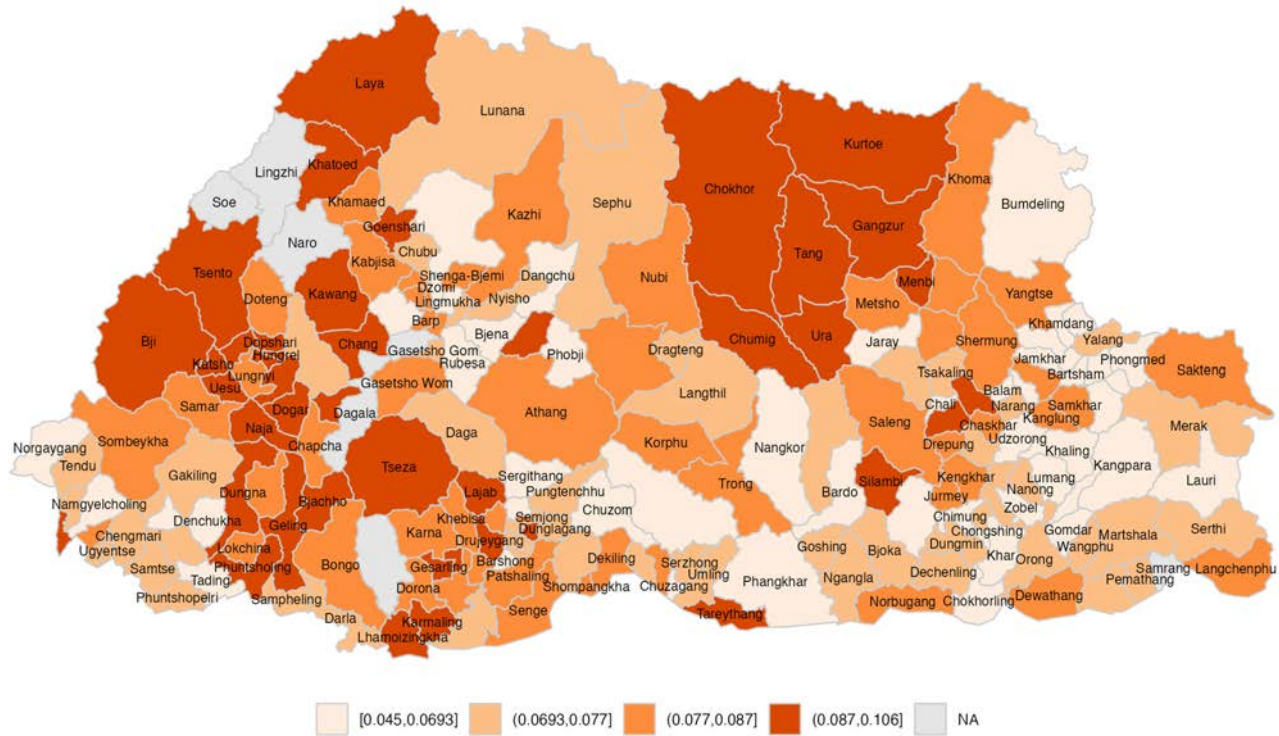 Laya
Lunana
Kurtoe
Lingzhi
Khatoed
Chokhor
Khoma
Soe
Khamaed
Sephu
Bumdeling
Kazhi
Goenshari
Gangzur
Naro
Chubu
Tang
Kabjisa
Tsento
Shenga-Bjemi
Dangchu
Nubi
Menbi
Dzomi
Kawang
Doteng
Lingmukha
Nyisho
Metsho
Yangtse
Barp
Khamdang
Bjena
Chumig
Ura
Bji
Dopshari
Chang
Jaray
Shermung
Yalang
Gasetsho Gom
Phobji
Dragteng
Hungrel
Katsho
Rubesa
Jamkhar
Phongmed
Lungnyi
Tsakaling
Bartsham
Sakteng
Uesu
Gasetsho Wom
Langthil
Balam
Samar
Dogar
Dagala
Athang
Chali
Narang
Samkhar
Naja
Saleng
Chaskhar
Kanglung
Merak
Sombeykha
Chapcha
Daga
Korphu
Nangkor
Drepung
Udzorong
Norgaygang
Khaling
Tendu
Tseza
Kangpara
Gakiling
Sergithang
Trong
Silambi
Kengkhar
Lumang
Lauri
Namgyelcholing
Dungna
Bjachho
Lajab
Pungtenchhu
Bardo
Jurmey
Nanong
Denchukha
Geling
Khebisa
Semjong
Chuzom
Chimung
Zobel
Chengmari
Karna
Dunglagang
Chongshing
Gomdar
Martshala
Serthi
Ugyentse
Lokchina
Drujeygang
Goshing
Bjoka
Dungmin
Wangphu
Samtse
Phuntsholing
Bongo
Gesarling
Barshong
Dekiling
Serzhong
Khar
Orong
Samrang
Tading
Patshaling
Umling
Phangkhar
Ngangla
Dechenling
Pemathang
Langchenphu
Phuntshopelri
Sampheling
Dorona
Shompangkha
Chuzagang
Norbugang
Chokhorling
Dewathang
Darla
Karmaling
Senge
Tareythang
Lhamoizingkha
[0.045,0.0693] (0.0693,0.077] (0.077,0.087] (0.087,0.106] NA